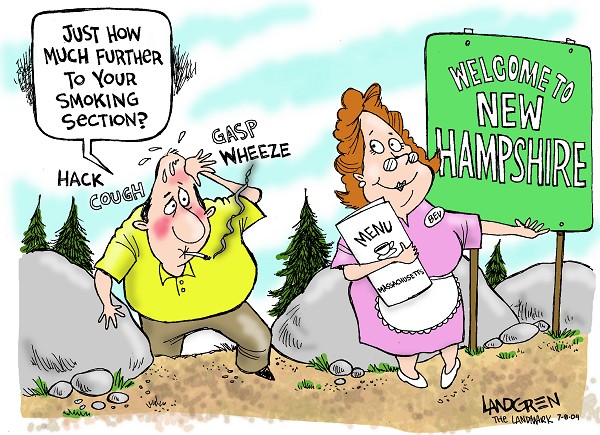 JUST HOW
MUCH FURTHER
TO YOUR
SMOKING
SECTION?
HACK
COUGH
GASP
WHEEZE
WELCOME TO
NEW
HAMPSHIRE
BEV
MENU
MASSACHUSETTS
LANDGREN
THE LANDMARK 7-8-04